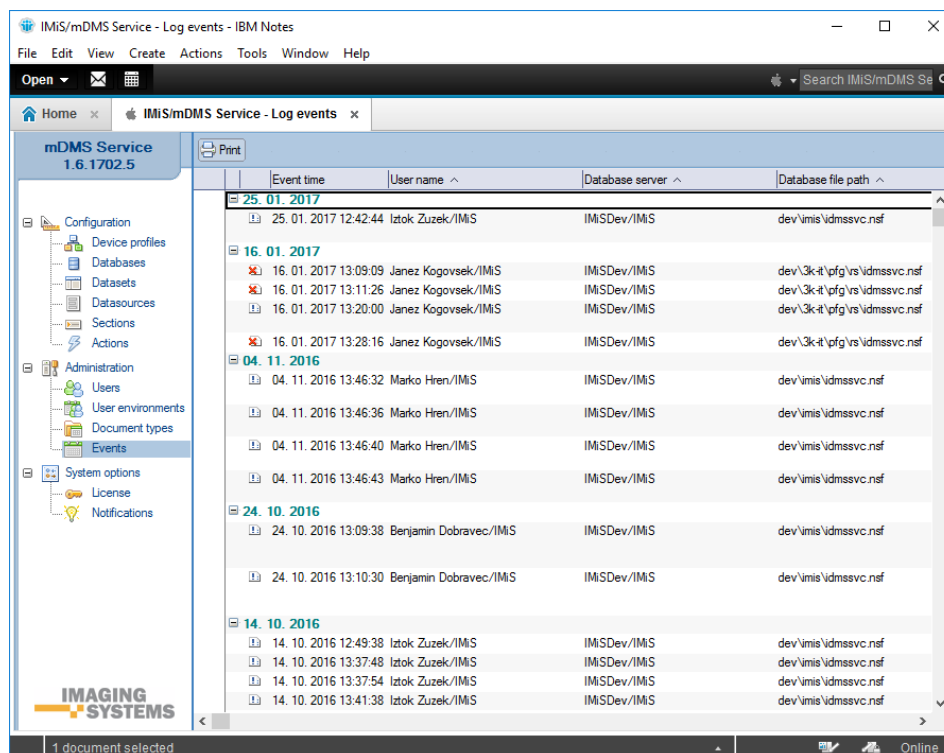 IMiS/mDMS Service - Log events - IBM Notes
File Edit View Create Actions Tools Window Help
Open Search IMiS/mDMS Se
Home IMiS/mDMS Service - Log events
mDMS Service
1.6.1702.5
Configuration
Device profiles
Databases
Datasets
Datasources
Sections
Actions
Administration
Users
User environments
Document types
Events
System options
License
Notifications
IMAGING
SYSTEMS
Print
Event time User name Database server Database file path
25. 01. 2017
25. 01. 2017 12:42:44 Iztok Zuzek/IMiS IMiSDev/IMiS dev\imis\idmssvc.nsf
16. 01. 2017
16. 01. 2017 13:09:09 Janez Kogovsek/IMiS IMiSDev/IMiS dev\3k-it\pfg\rs\idmssvc.nsf
16. 01. 2017 13:11:26 Janez Kogovsek/IMiS IMiSDev/IMiS dev\3k-it\pfg\rs\idmssvc.nsf
16. 01. 2017 13:20:00 Janez Kogovsek/IMiS IMiSDev/IMiS dev\3k-it\pfg\rs\idmssvc.nsf
16. 01. 2017 13:28:16 Janez Kogovsek/IMiS IMiSDev/IMiS dev\3k-it\pfg\rs\idmssvc.nsf
04. 11. 2016
04. 11. 2016 13:46:32 Marko Hren/IMiS IMiSDev/IMiS dev\imis\idmssvc.nsf
04. 11. 2016 13:46:36 Marko Hren/IMiS IMiSDev/IMiS dev\imis\idmssvc.nsf
04. 11. 2016 13:46:40 Marko Hren/IMiS IMiSDev/IMiS dev\imis\idmssvc.nsf
04. 11. 2016 13:46:43 Marko Hren/IMiS IMiSDev/IMiS dev\imis\idmssvc.nsf
24. 10. 2016
24. 10. 2016 13:09:38 Benjamin Dobravec/IMiS IMiSDev/IMiS dev\imis\idmssvc.nsf
24. 10. 2016 13:10:30 Benjamin Dobravec/IMiS IMiSDev/IMiS dev\imis\idmssvc.nsf
14. 10. 2016
14. 10. 2016 12:49:38 Iztok Zuzek/IMiS IMiSDev/IMiS dev\imis\idmssvc.nsf
14. 10. 2016 13:37:48 Iztok Zuzek/IMiS IMiSDev/IMiS dev\imis\idmssvc.nsf
14. 10. 2016 13:37:54 Iztok Zuzek/IMiS IMiSDev/IMiS dev\imis\idmssvc.nsf
14. 10. 2016 13:41:38 Iztok Zuzek/IMiS IMiSDev/IMiS dev\imis\idmssvc.nsf
1 document selected Online